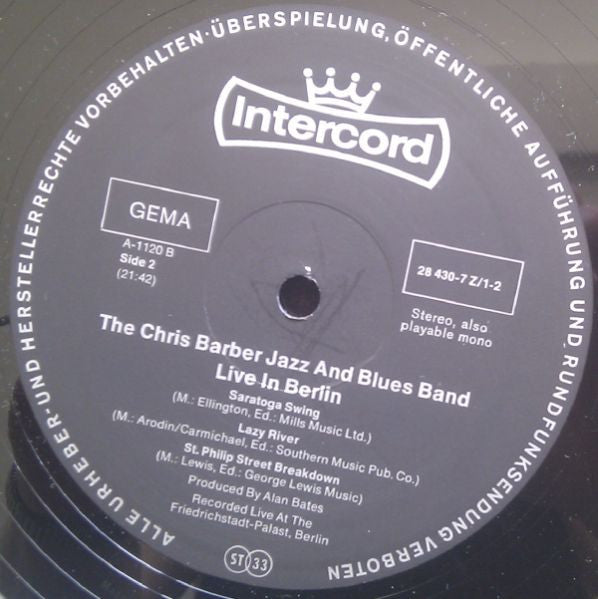 ALLE URHEBER- UND HERSTELLERRECHTE VORBEHALTEN · ÜBERSPIELUNG, ÖFFENTLICHE AUFFÜHRUNG UND RUNDFUNKSENDUNG VERBOTEN
Intercord
GEMA
A-1120 B
Side 2
(21:42)
28 430-7 Z/1-2
Stereo, also
playable mono
The Chris Barber Jazz And Blues Band
Live In Berlin
Saratoga Swing
(M.: Ellington, Ed.: Mills Music Ltd.)
Lazy River
(M.: Arodin/Carmichael, Ed.: Southern Music Pub. Co.)
St. Philip Street Breakdown
(M.: Lewis, Ed.: George Lewis Music)
Produced By Alan Bates
Recorded Live At The
Friedrichstadt-Palast, Berlin
ST 33